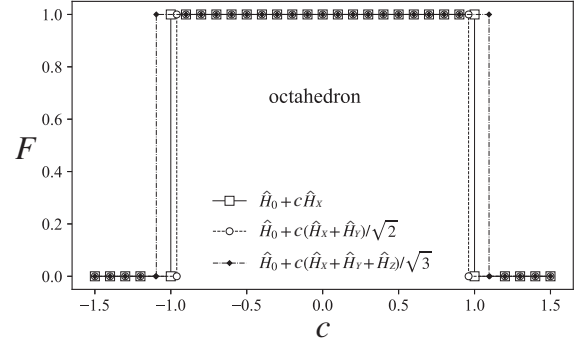 1.0
0.8
0.6
0.4
0.2
0.0
F
octahedron
Ĥ₀ + cĤ_X
Ĥ₀ + c(Ĥ_X + Ĥ_Y)/√2
Ĥ₀ + c(Ĥ_X + Ĥ_Y + Ĥ_Z)/√3
−1.5 −1.0 −0.5 0.0 0.5 1.0 1.5
c